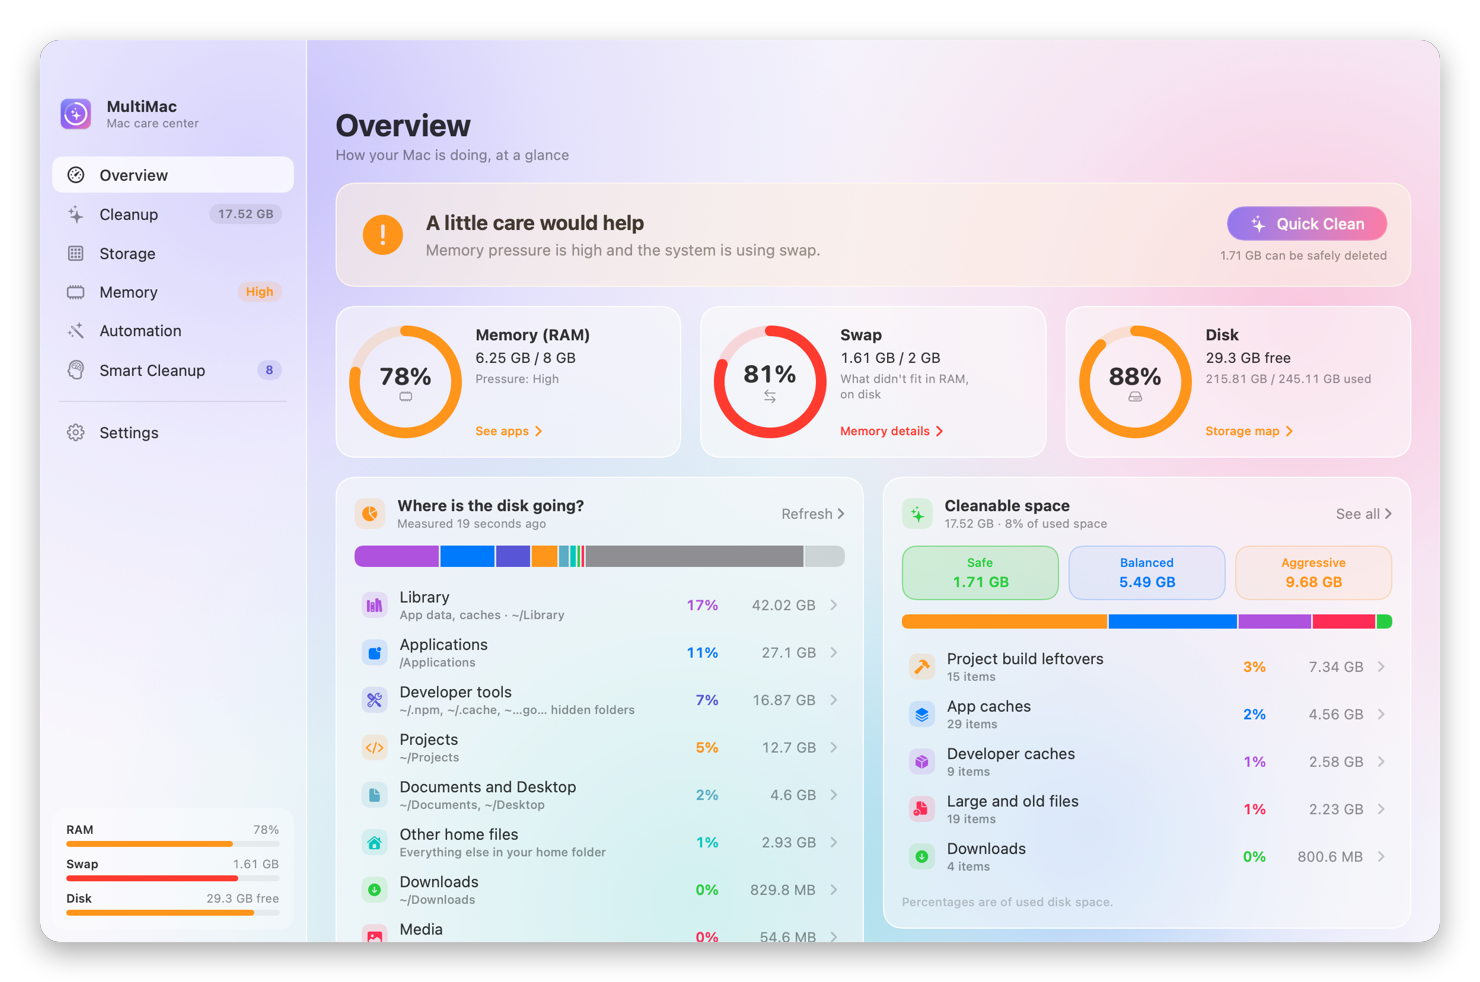 MultiMac
Mac care center
Overview
Cleanup
17.52 GB
Storage
Memory
High
Automation
Smart Cleanup
8
Settings
RAM
78%
Swap
1.61 GB
Disk
29.3 GB free
Overview
How your Mac is doing, at a glance
A little care would help
Memory pressure is high and the system is using swap.
Quick Clean
1.71 GB can be safely deleted
78%
Memory (RAM)
6.25 GB / 8 GB
Pressure: High
See apps
81%
Swap
1.61 GB / 2 GB
What didn't fit in RAM,
on disk
Memory details
88%
Disk
29.3 GB free
215.81 GB / 245.11 GB used
Storage map
Where is the disk going?
Measured 19 seconds ago
Refresh
Library
App data, caches · ~/Library
17%
42.02 GB
Applications
/Applications
11%
27.1 GB
Developer tools
~/.npm, ~/.cache, ~...go... hidden folders
7%
16.87 GB
Projects
~/Projects
5%
12.7 GB
Documents and Desktop
~/Documents, ~/Desktop
2%
4.6 GB
Other home files
Everything else in your home folder
1%
2.93 GB
Downloads
~/Downloads
0%
829.8 MB
Media
0%
54.6 MB
Cleanable space
17.52 GB · 8% of used space
See all
Safe
1.71 GB
Balanced
5.49 GB
Aggressive
9.68 GB
Project build leftovers
15 items
3%
7.34 GB
App caches
29 items
2%
4.56 GB
Developer caches
9 items
1%
2.58 GB
Large and old files
19 items
1%
2.23 GB
Downloads
4 items
0%
800.6 MB
Percentages are of used disk space.